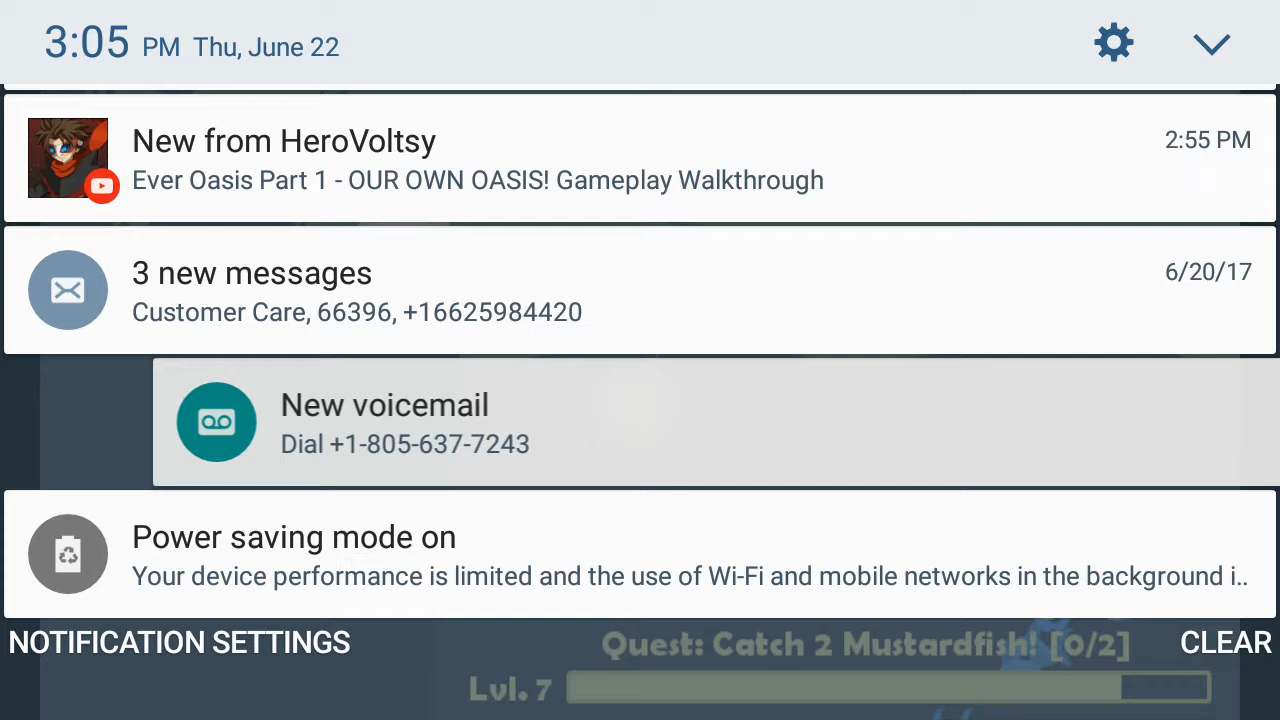 3:05 PM Thu, June 22
New from HeroVoltsy 2:55 PM
Ever Oasis Part 1 - OUR OWN OASIS! Gameplay Walkthrough
3 new messages 6/20/17
Customer Care, 66396, +16625984420
New voicemail
Dial +1-805-637-7243
Power saving mode on
Your device performance is limited and the use of Wi-Fi and mobile networks in the background i..
NOTIFICATION SETTINGS Quest: Catch 2 Mustardfish! [0/2] CLEAR
Lvl. 7